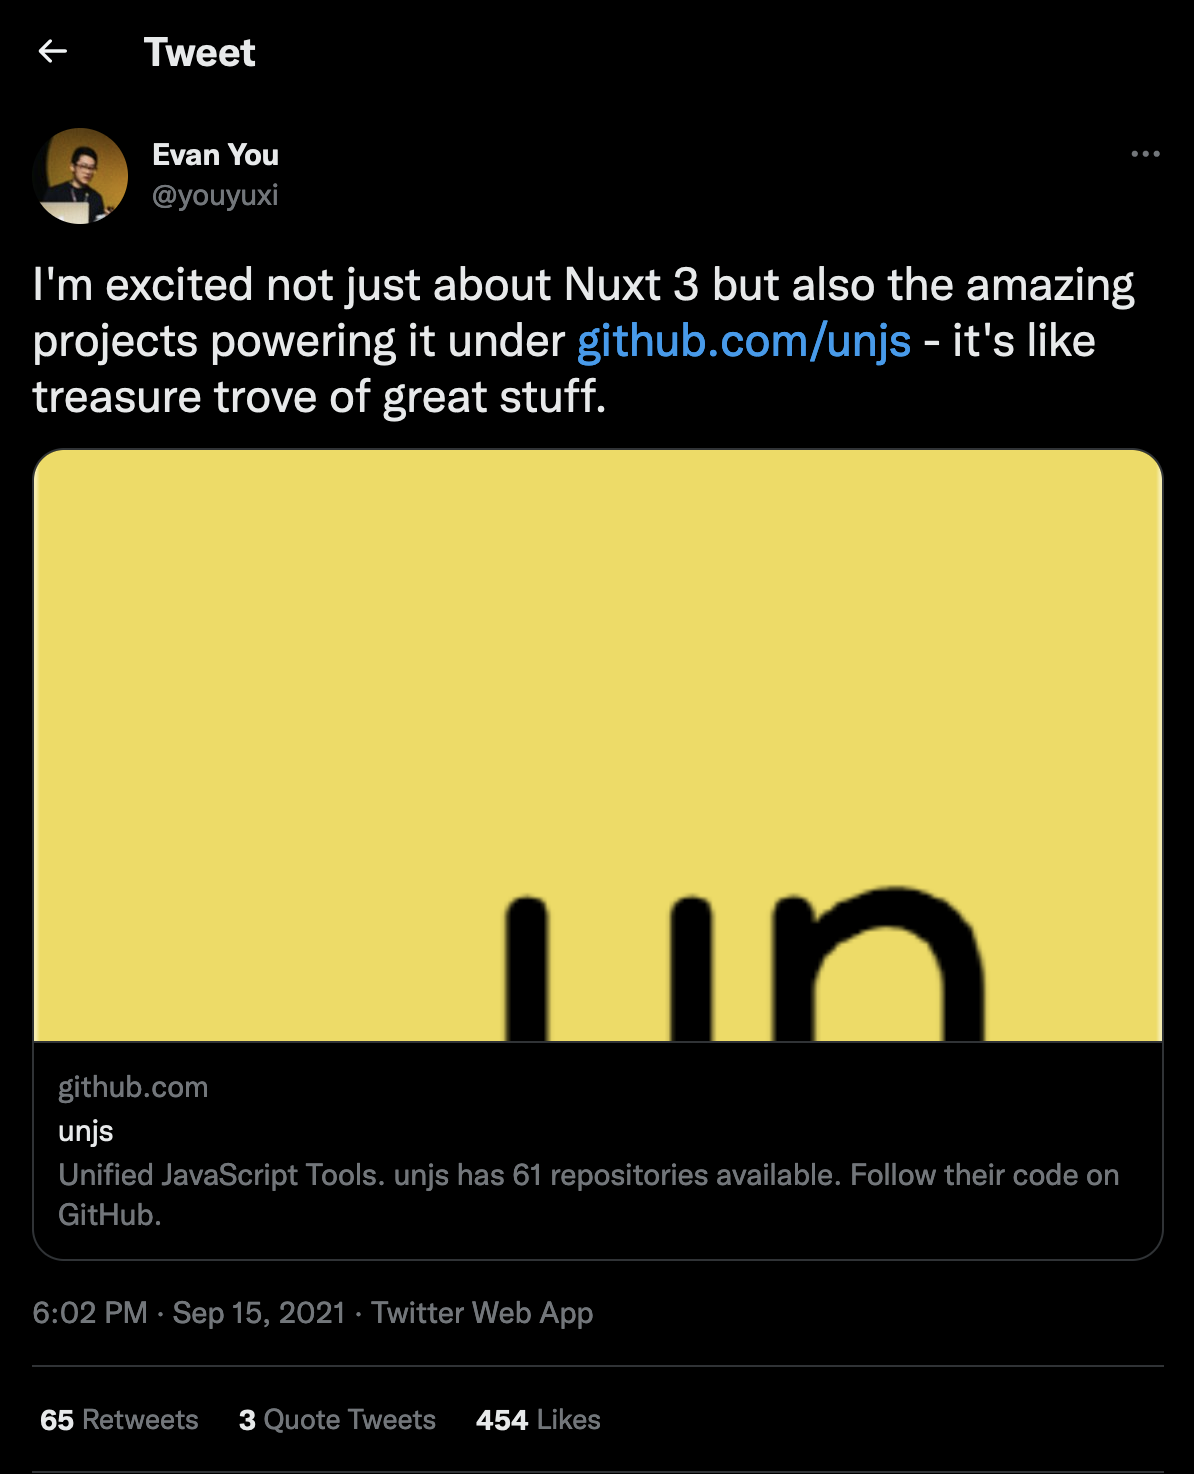 Tweet
Evan You
@youyuxi
I'm excited not just about Nuxt 3 but also the amazing
projects powering it under github.com/unjs - it's like
treasure trove of great stuff.
un
github.com
unjs
Unified JavaScript Tools. unjs has 61 repositories available. Follow their code on
GitHub.
6:02 PM · Sep 15, 2021 · Twitter Web App
65 Retweets 3 Quote Tweets 454 Likes